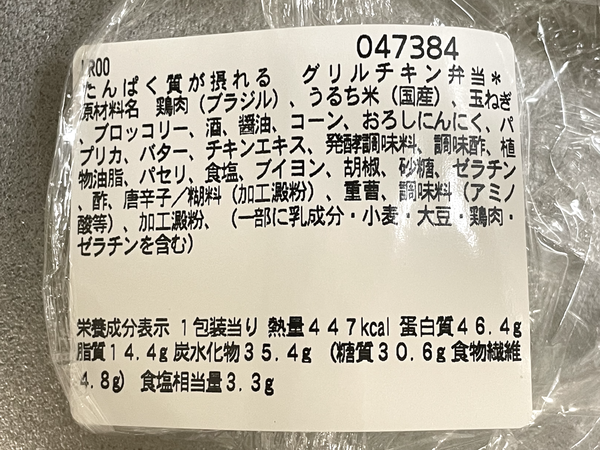 047384
たんぱく質が摂れる グリルチキン弁当*
原材料名 鶏肉(ブラジル)、うるち米(国産)、玉ねぎ
、ブロッコリー、酒、醤油、コーン、おろしにんにく、パ
プリカ、バター、チキンエキス、発酵調味料、調味酢、植
物油脂、パセリ、食塩、ブイヨン、胡椒、砂糖、ゼラチン
、酢、唐辛子/糊料(加工澱粉)、重曹、調味料(アミノ
酸等)、加工澱粉、(一部に乳成分・小麦・大豆・鶏肉・
ゼラチンを含む)
栄養成分表示 1包装当り 熱量447kcal 蛋白質46.4g
脂質14.4g炭水化物35.4g (糖質30.6g食物繊維
4.8g) 食塩相当量3.3g